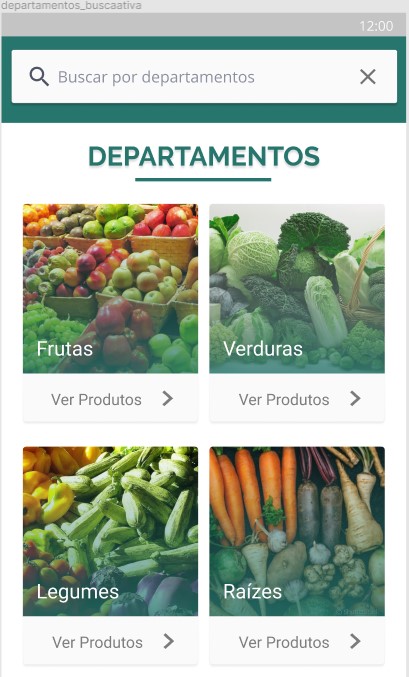 departamentos_buscaativa
12:00
Buscar por departamentos
DEPARTAMENTOS
Frutas
Verduras
Ver Produtos
Ver Produtos
Legumes
Raízes
Ver Produtos
Ver Produtos